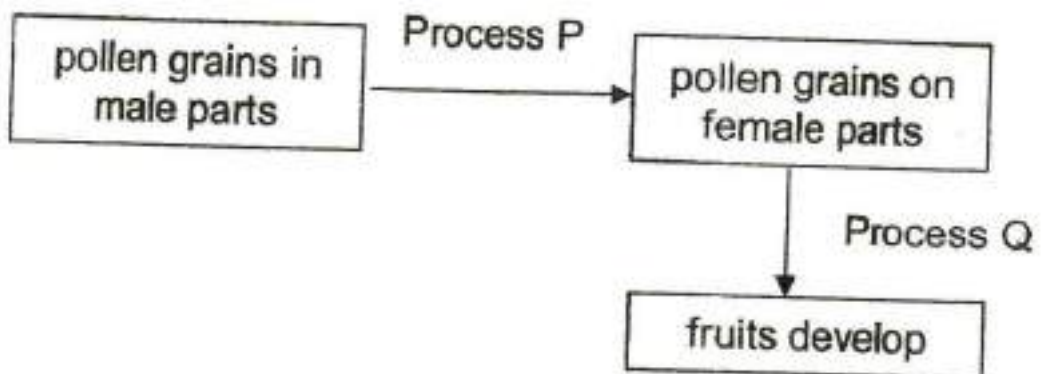 pollen grains in
male parts
Process P
pollen grains on
female parts
Process Q
fruits develop